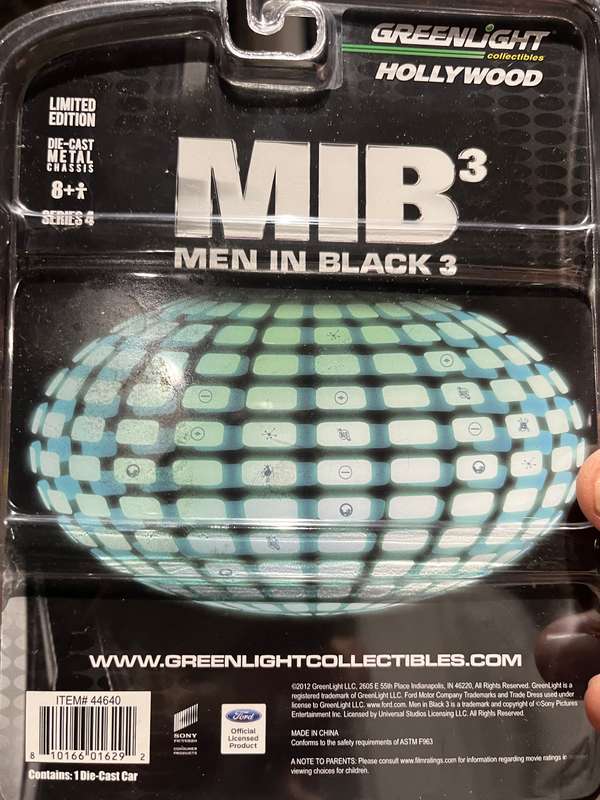 GREENLIGHT
collectibles
HOLLYWOOD
LIMITED
EDITION
DIE-CAST
METAL
CHASSIS
8+
SERIES 4
MIB³
MEN IN BLACK 3
WWW.GREENLIGHTCOLLECTIBLES.COM
ITEM# 44640
8 10166 01629 2
Contains: 1 Die-Cast Car
SONY
PICTURES
CONSUMER
PRODUCTS
Ford
Official
Licensed
Product
©2012 GreenLight LLC, 2605 E 55th Place Indianapolis, IN 46220, All Rights Reserved. GreenLight is a
registered trademark of GreenLight LLC. Ford Motor Company Trademarks and Trade Dress used under
license to GreenLight LLC. www.ford.com. Men in Black 3 is a trademark and copyright of ©Sony Pictures
Entertainment Inc. Licensed by Universal Studios Licensing LLC. All Rights Reserved.
MADE IN CHINA
Conforms to the safety requirements of ASTM F963
A NOTE TO PARENTS: Please consult www.filmratings.com for information regarding movie ratings in
viewing choices for children.